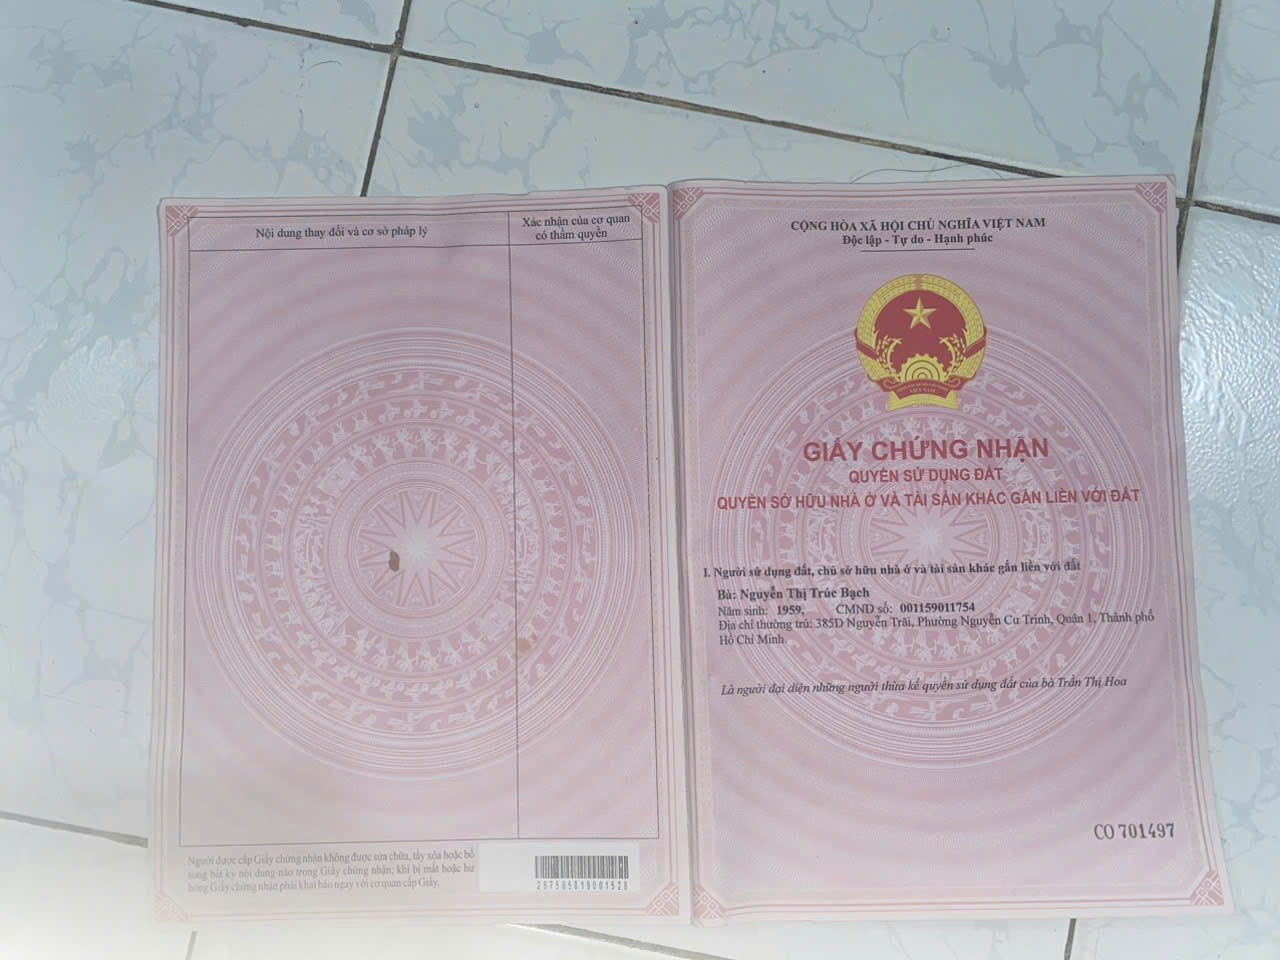 Nội dung thay đổi và cơ sở pháp lý
Xác nhận của cơ quan
có thẩm quyền
Người được cấp Giấy chứng nhận không được sửa chữa, tẩy xóa hoặc bổ
sung bất kỳ nội dung nào trong Giấy chứng nhận; khi bị mất hoặc hư
hỏng Giấy chứng nhận phải khai báo ngay với cơ quan cấp Giấy.
267585819001528
CỘNG HÒA XÃ HỘI CHỦ NGHĨA VIỆT NAM
Độc lập - Tự do - Hạnh phúc
VIỆT NAM
GIẤY CHỨNG NHẬN
QUYỀN SỬ DỤNG ĐẤT
QUYỀN SỞ HỮU NHÀ Ở VÀ TÀI SẢN KHÁC GẮN LIỀN VỚI ĐẤT
I. Người sử dụng đất, chủ sở hữu nhà ở và tài sản khác gắn liền với đất
Bà: Nguyễn Thị Trúc Bạch
Năm sinh: 1959, CMND số: 001159011754
Địa chỉ thường trú: 385D Nguyễn Trãi, Phường Nguyễn Cư Trinh, Quận 1, Thành phố
Hồ Chí Minh
Là người đại diện những người thừa kế quyền sử dụng đất của bà Trần Thị Hoa
CO 701497